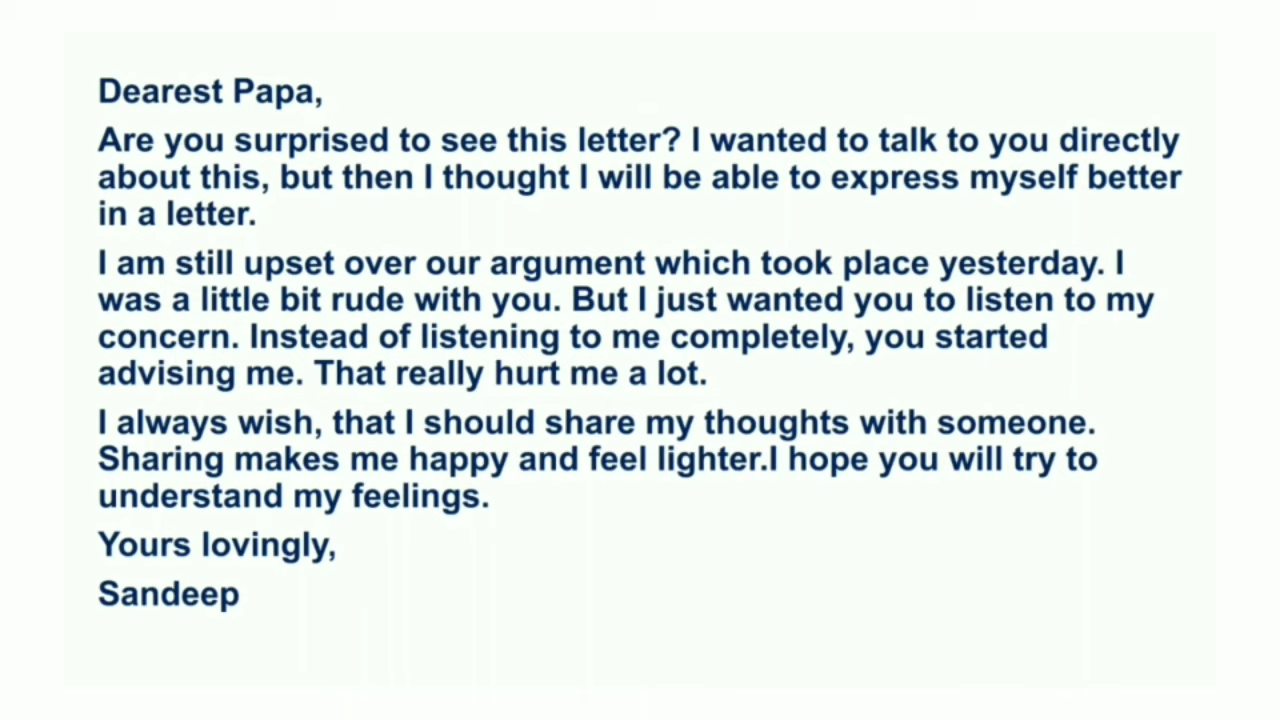 Dearest Papa,
Are you surprised to see this letter? I wanted to talk to you directly
about this, but then I thought I will be able to express myself better
in a letter.
I am still upset over our argument which took place yesterday. I
was a little bit rude with you. But I just wanted you to listen to my
concern. Instead of listening to me completely, you started
advising me. That really hurt me a lot.
I always wish, that I should share my thoughts with someone.
Sharing makes me happy and feel lighter.I hope you will try to
understand my feelings.
Yours lovingly,
Sandeep